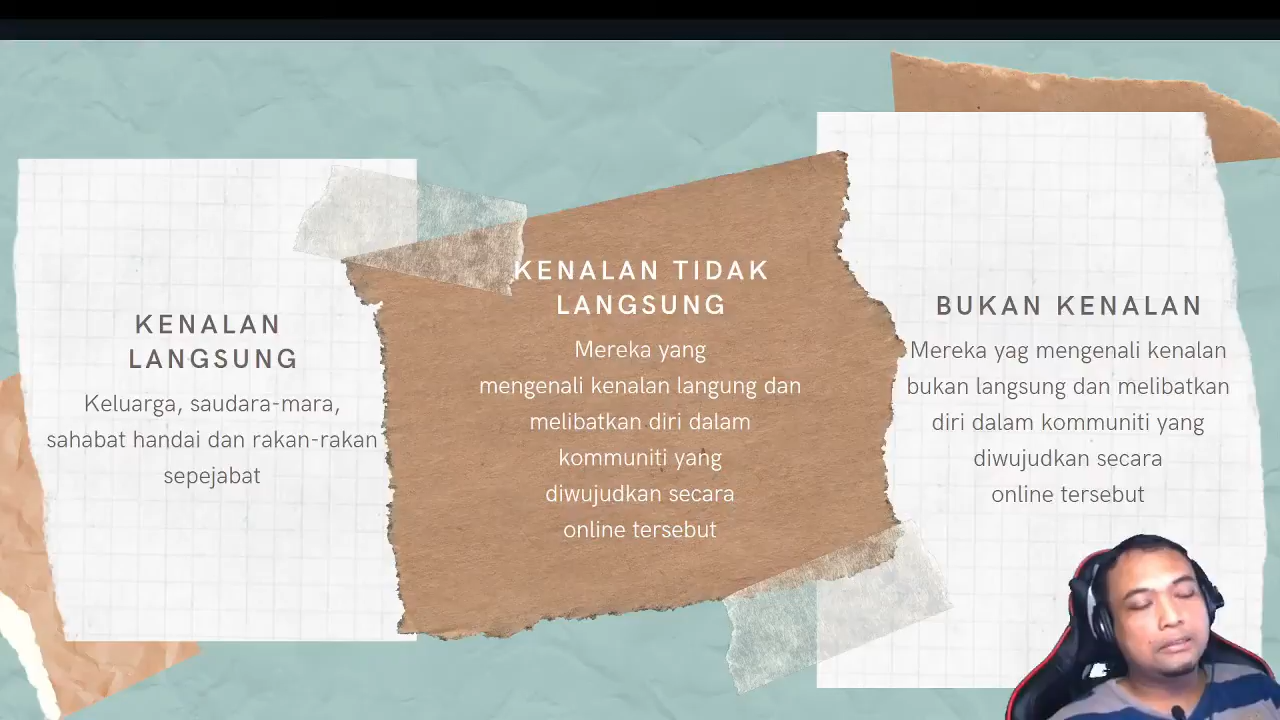 KENALAN
LANGSUNG
Keluarga, saudara-mara,
sahabat handai dan rakan-rakan
sepejabat
KENALAN TIDAK
LANGSUNG
Mereka yang
mengenali kenalan langung dan
melibatkan diri dalam
kommuniti yang
diwujudkan secara
online tersebut
BUKAN KENALAN
Mereka yag mengenali kenalan
bukan langsung dan melibatkan
diri dalam kommuniti yang
diwujudkan secara
online tersebut